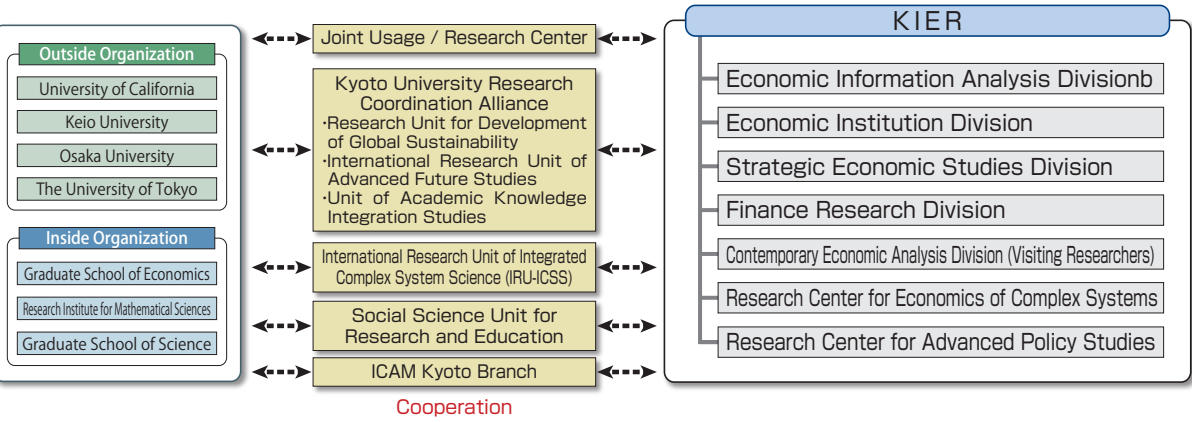 Outside Organization
University of California
Keio University
Osaka University
The University of Tokyo
Inside Organization
Graduate School of Economics
Research Institute for Mathematical Sciences
Graduate School of Science
Joint Usage / Research Center
Kyoto University Research
Coordination Alliance
・Research Unit for Development
of Global Sustainability
・International Research Unit of
Advanced Future Studies
・Unit of Academic Knowledge
Integration Studies
International Research Unit of Integrated
Complex System Science (IRU-ICSS)
Social Science Unit for
Research and Education
ICAM Kyoto Branch
Cooperation
KIER
Economic Information Analysis Divisionb
Economic Institution Division
Strategic Economic Studies Division
Finance Research Division
Contemporary Economic Analysis Division (Visiting Researchers)
Research Center for Economics of Complex Systems
Research Center for Advanced Policy Studies